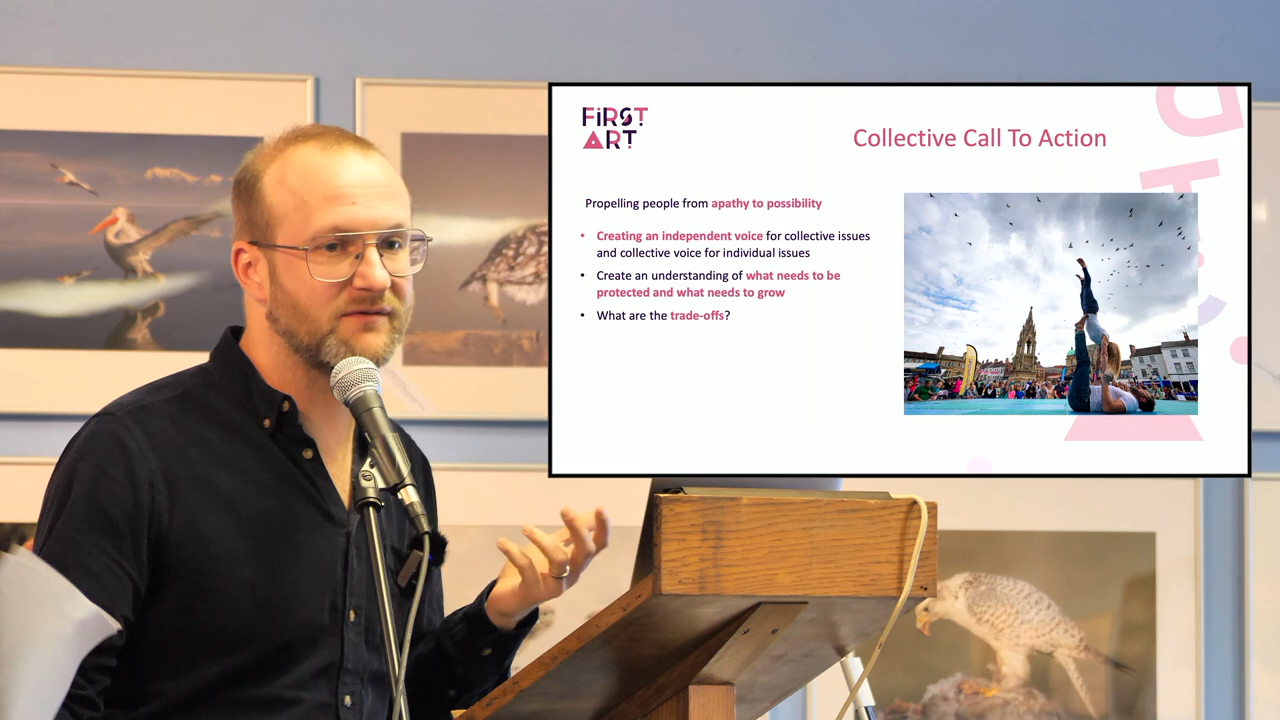 FiRST
ART
Collective Call To Action
Propelling people from apathy to possibility
• Creating an independent voice for collective issues
and collective voice for individual issues
• Create an understanding of what needs to be
protected and what needs to grow
• What are the trade-offs?